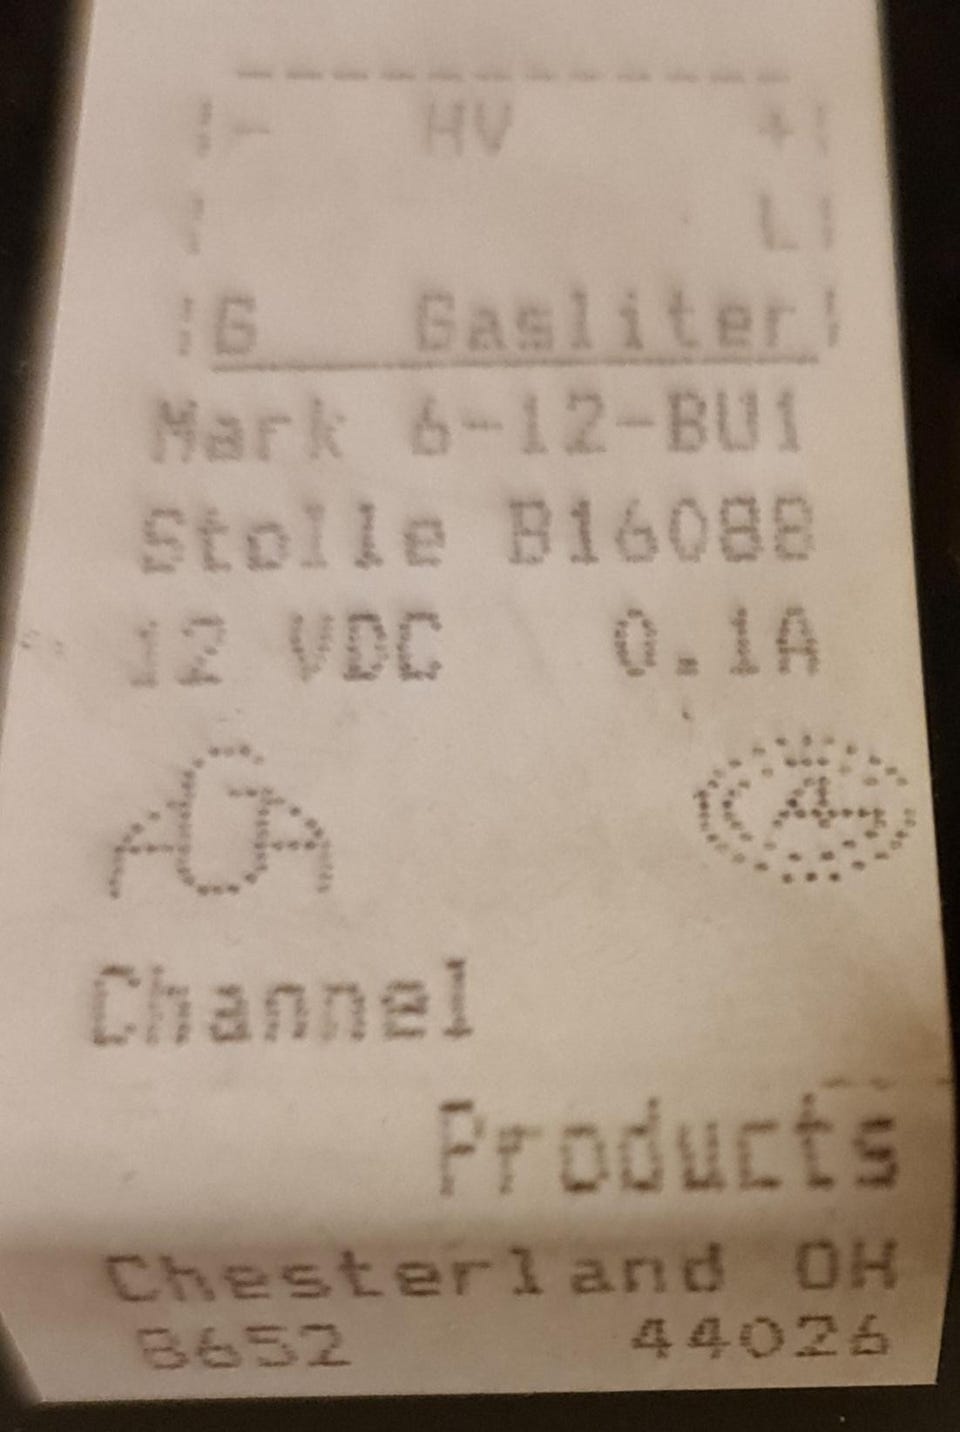 - HV +
L
G Gasliter
Mark 6-12-BU1
Stolle B16088
12 VDC 0.1A
AGA
Channel
Products
Chesterland OH
8652 44026